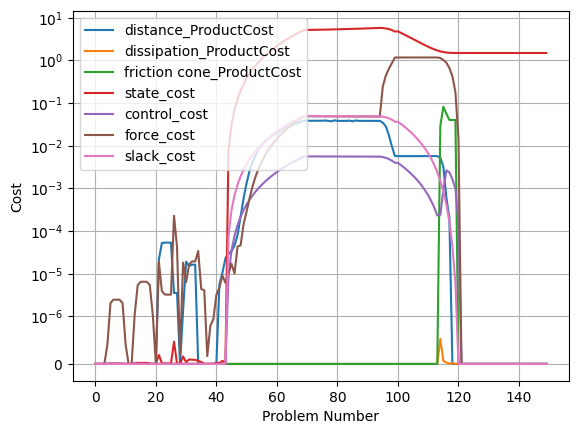 distance_ProductCost
dissipation_ProductCost
friction cone_ProductCost
state_cost
control_cost
force_cost
slack_cost
10¹
10⁰
10⁻¹
10⁻²
10⁻³
10⁻⁴
10⁻⁵
10⁻⁶
0
Cost
0 20 40 60 80 100 120 140
Problem Number